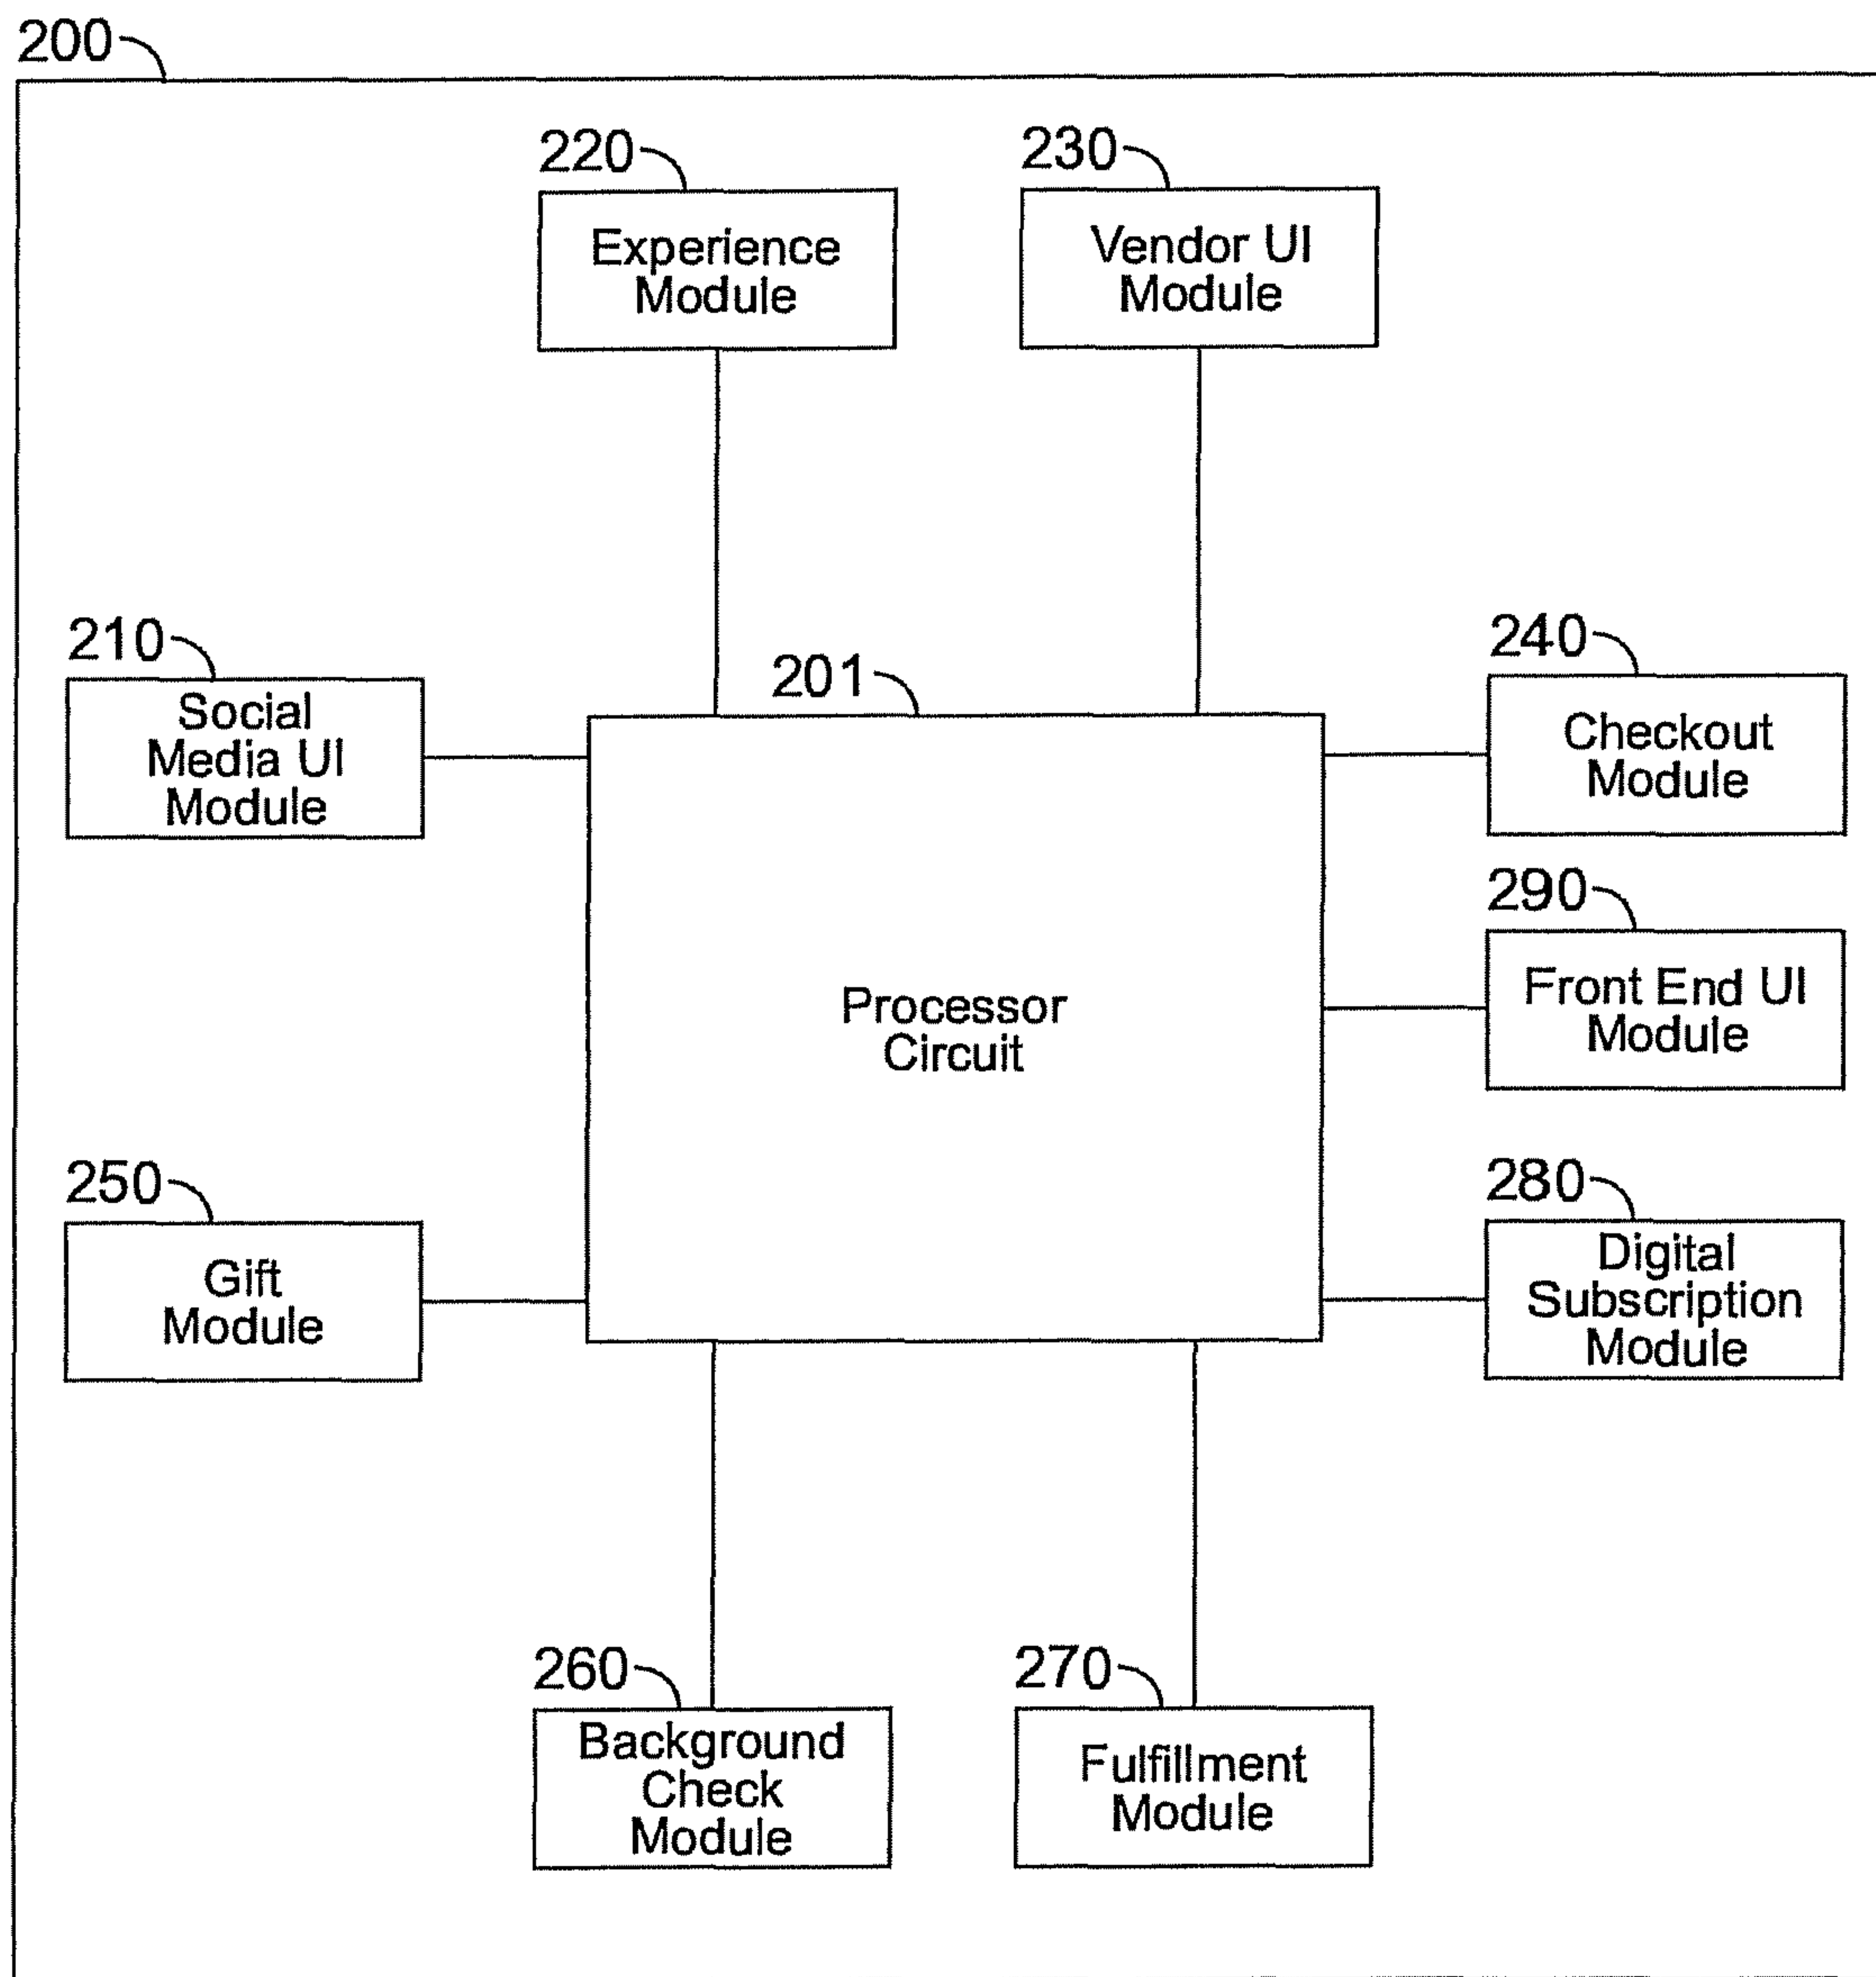 200
220
230
Experience
Module
Vendor UI
Module
210
Social
Media UI
Module
201
Processor
Circuit
240
Checkout
Module
290
Front End UI
Module
250
Gift
Module
280
Digital
Subscription
Module
260
Background
Check
Module
270
Fulfillment
Module